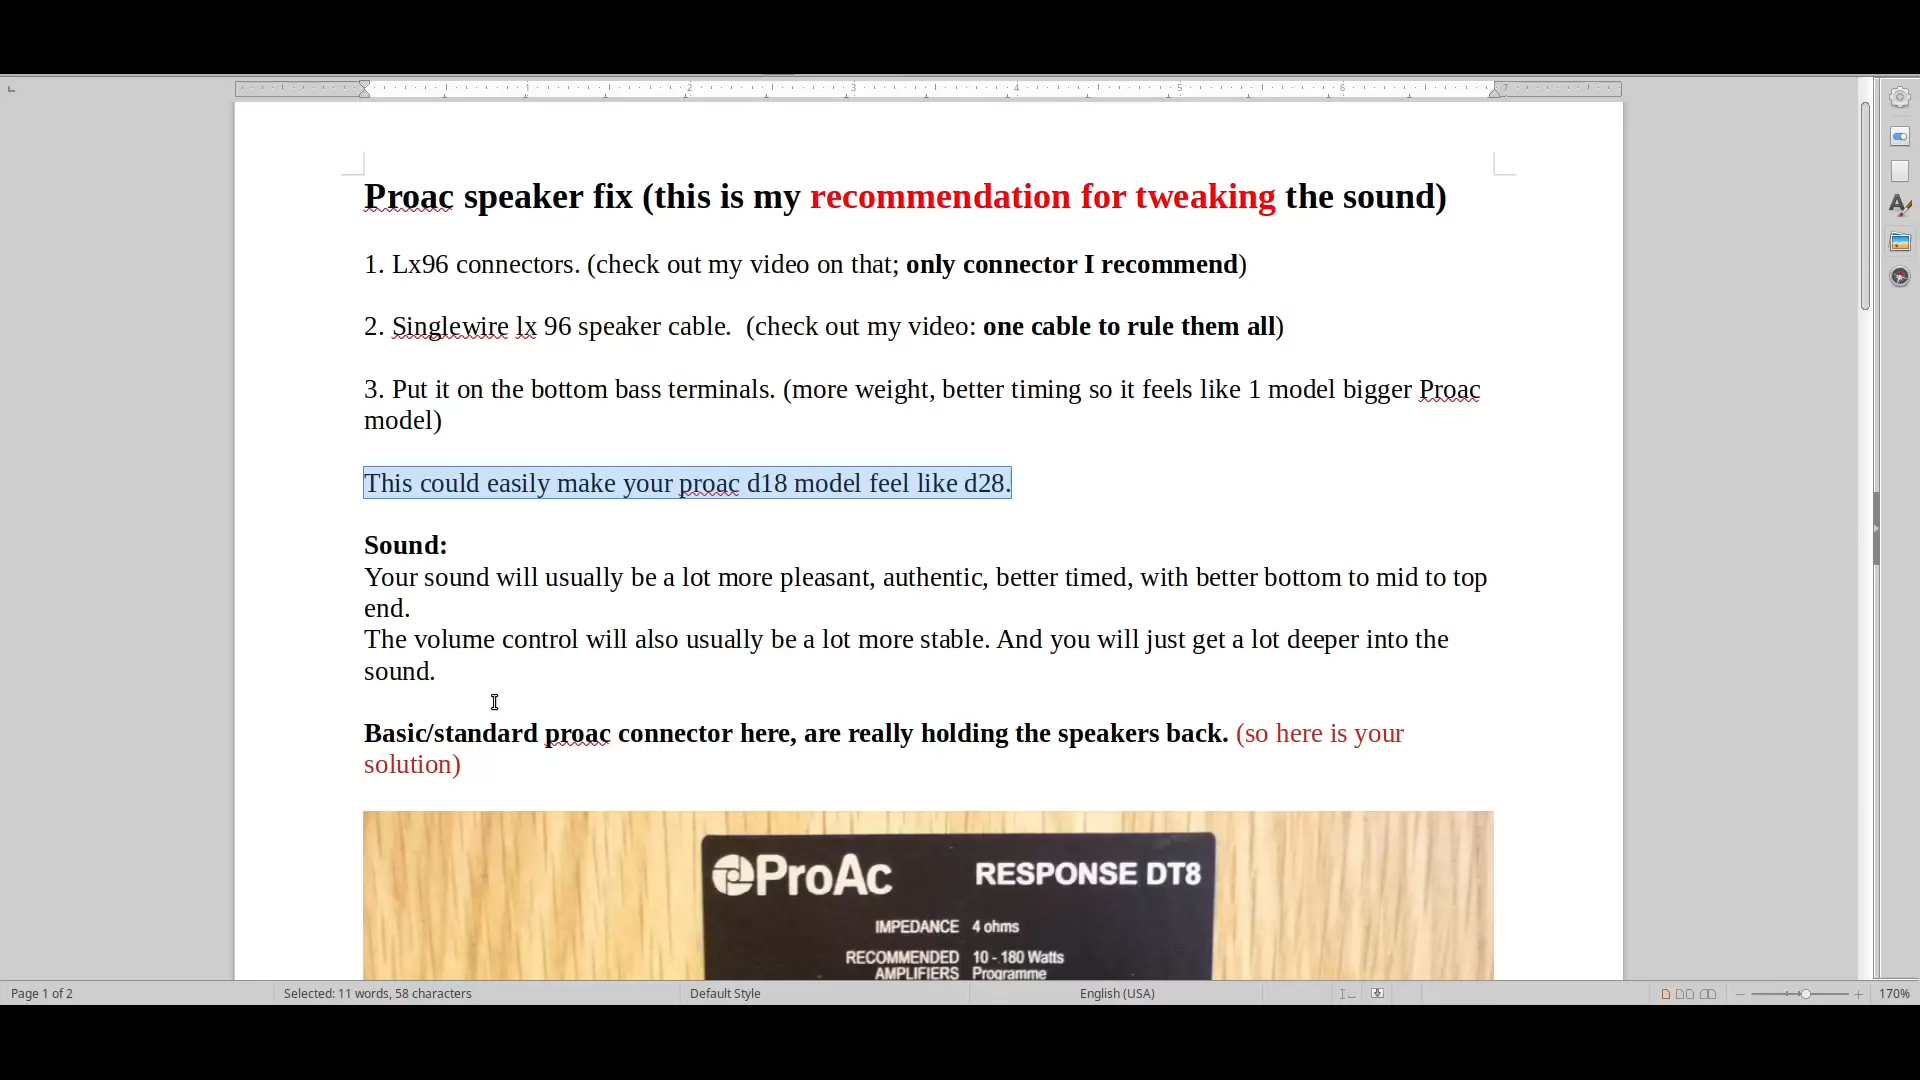 1 2 3 4 5 6 7
Proac speaker fix (this is my recommendation for tweaking the sound)
1. Lx96 connectors. (check out my video on that; only connector I recommend)
2. Singlewire lx 96 speaker cable.  (check out my video: one cable to rule them all)
3. Put it on the bottom bass terminals. (more weight, better timing so it feels like 1 model bigger Proac
model)
This could easily make your proac d18 model feel like d28.
Sound:
Your sound will usually be a lot more pleasant, authentic, better timed, with better bottom to mid to top
end.
The volume control will also usually be a lot more stable. And you will just get a lot deeper into the
sound.
Basic/standard proac connector here, are really holding the speakers back. (so here is your
solution)
ProAc RESPONSE DT8
IMPEDANCE 4 ohms
RECOMMENDED 10 - 180 Watts
AMPLIFIERS Programme
Page 1 of 2 Selected: 11 words, 58 characters Default Style English (USA) 170%